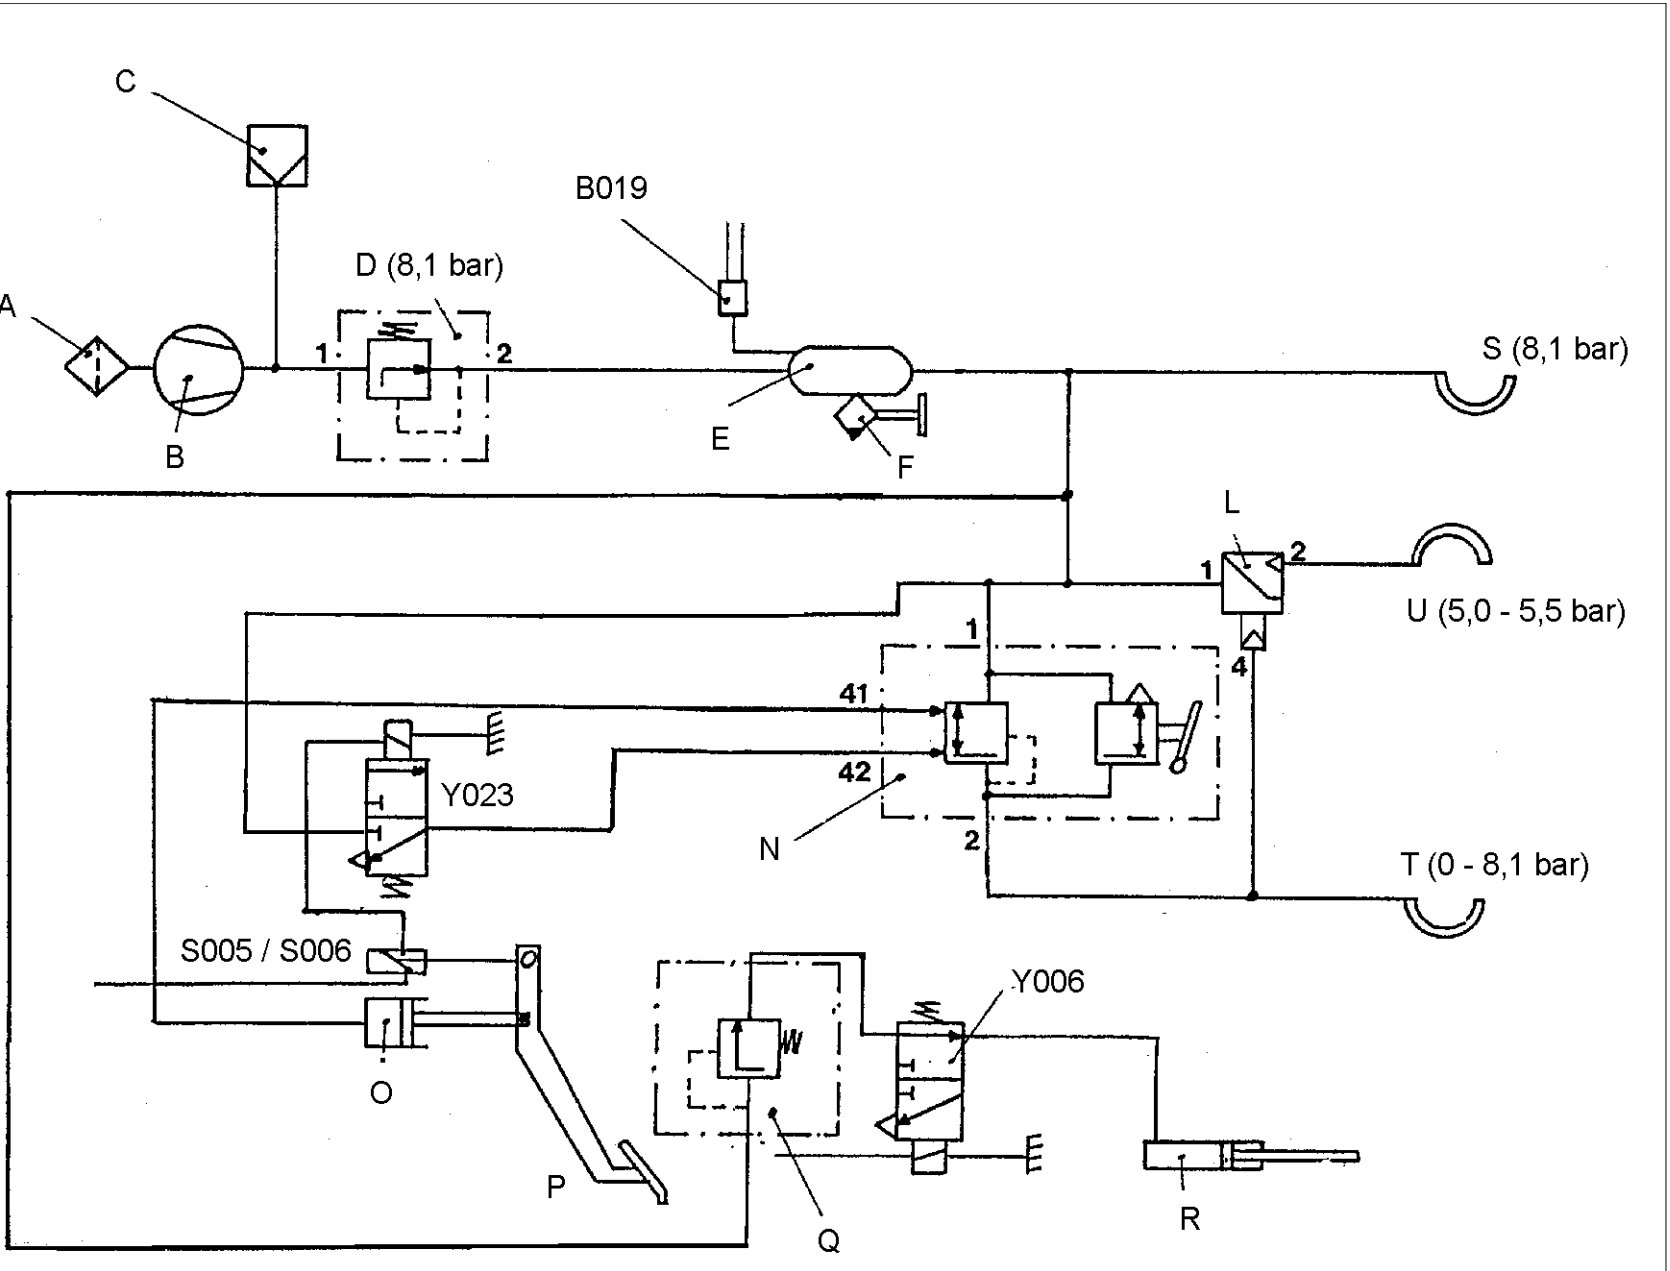 C
B019
D (8,1 bar)
A
1
2
S (8,1 bar)
E
B
F
L
2
1
U (5,0 - 5,5 bar)
1
4
41
42
Y023
N
2
T (0 - 8,1 bar)
S005 / S006
Y006
O
P
R
Q